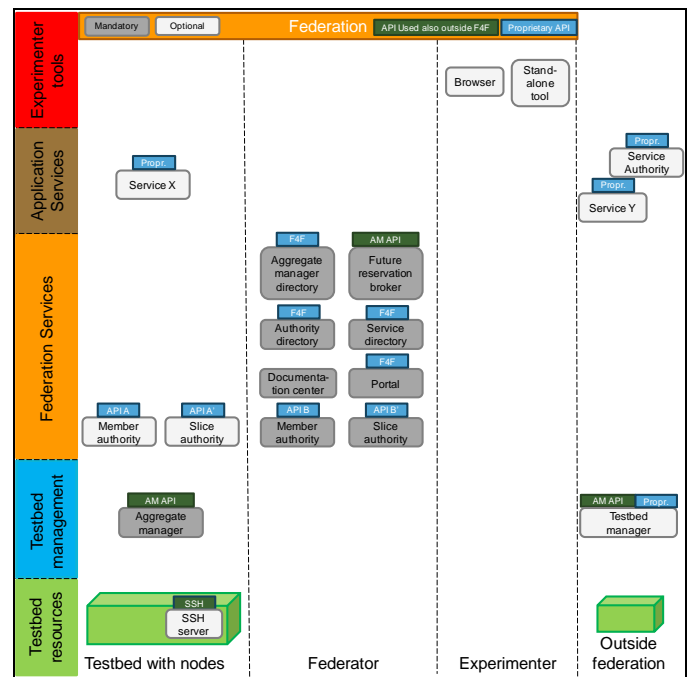 Mandatory
Optional
Federation
API Used also outside F4F
Proprietary API
Experimenter
tools
Browser
Stand-
alone
tool
Application
Services
Propr.
Service X
Propr.
Service
Authority
Propr.
Service Y
Federation Services
F4F
Aggregate
manager
directory
AM API
Future
reservation
broker
F4F
Authority
directory
F4F
Service
directory
Documenta-
tion center
F4F
Portal
API A
Member
authority
API A'
Slice
authority
API B
Member
authority
API B'
Slice
authority
Testbed
management
AM API
Aggregate
manager
AM API
Propr.
Testbed
manager
Testbed
resources
SSH
SSH
server
Testbed with nodes
Federator
Experimenter
Outside
federation